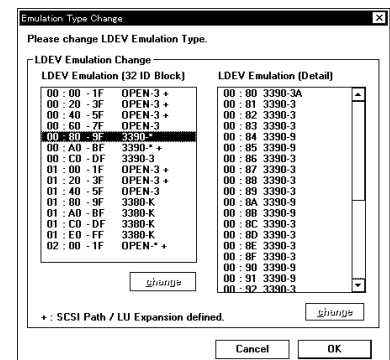 Emulation Type Change
Please change LDEV Emulation Type.
LDEV Emulation Change
LDEV Emulation (32 ID Block)
00 : 00 - 1F OPEN-3 +
00 : 20 - 3F OPEN-3 +
00 : 40 - 5F OPEN-3 +
00 : 60 - 7F OPEN-3
00 : 80 - 9F 3390-*
00 : A0 - BF 3390-* +
00 : C0 - DF 3390-3
01 : 00 - 1F OPEN-3 +
01 : 20 - 3F OPEN-3 +
01 : 40 - 5F OPEN-3
01 : 80 - 9F 3380-K
01 : A0 - BF 3380-K
01 : C0 - DF 3380-K
01 : E0 - FF 3380-K
02 : 00 - 1F OPEN-* +
change
LDEV Emulation (Detail)
00 : 80 3390-3A
00 : 81 3390-3
00 : 82 3390-3
00 : 83 3390-3
00 : 84 3390-9
00 : 85 3390-9
00 : 86 3390-3
00 : 87 3390-3
00 : 88 3390-3
00 : 89 3390-3
00 : 8A 3390-9
00 : 8B 3390-3
00 : 8C 3390-3
00 : 8D 3390-3
00 : 8E 3390-3
00 : 8F 3390-3
00 : 90 3390-9
00 : 91 3390-9
00 : 92 3390-3
change
+ : SCSI Path / LU Expansion defined.
Cancel
OK